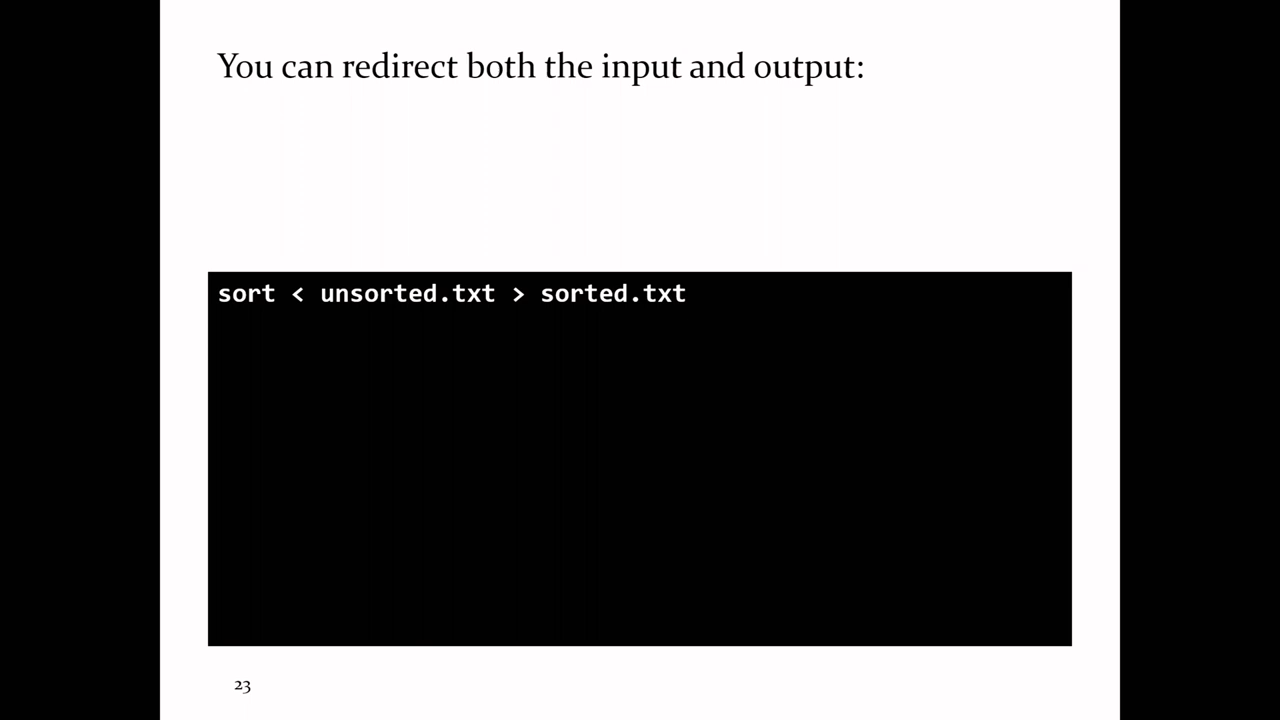 You can redirect both the input and output:
sort < unsorted.txt > sorted.txt
23